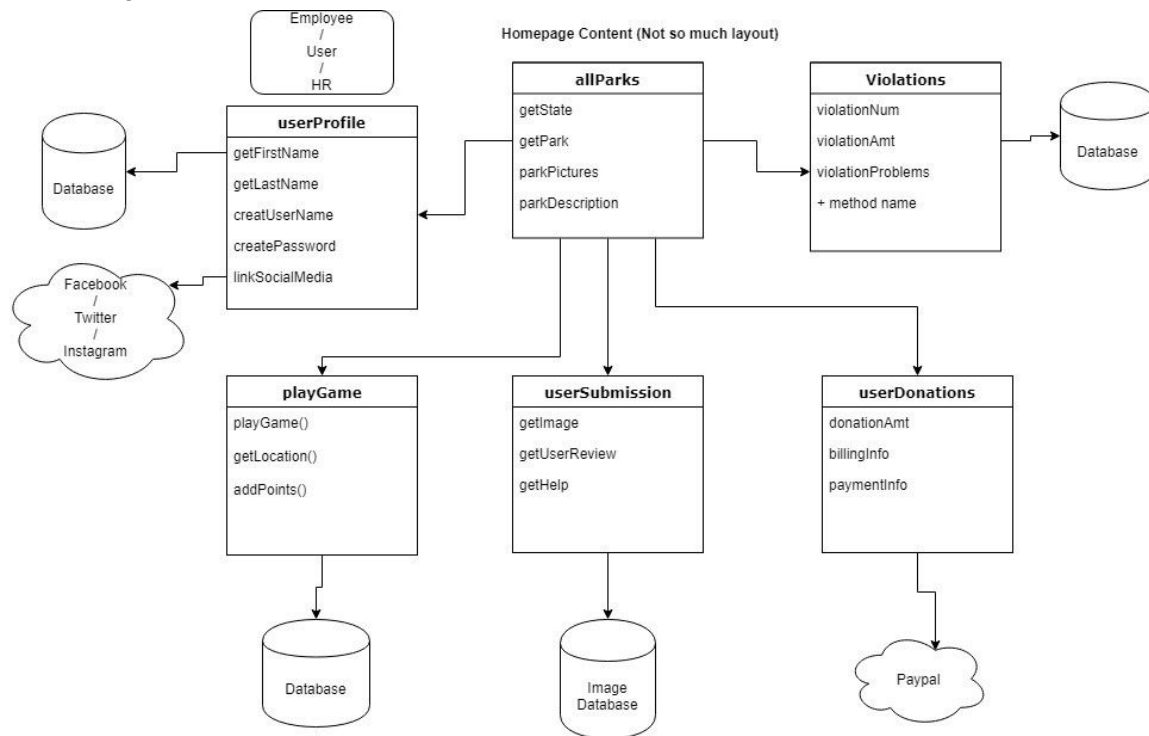 Employee
/
User
/
HR
Homepage Content (Not so much layout)
userProfile
getFirstName
getLastName
creatUserName
createPassword
linkSocialMedia
Database
Facebook
/
Twitter
/
Instagram
allParks
getState
getPark
parkPictures
parkDescription
Violations
violationNum
violationAmt
violationProblems
+ method name
Database
playGame
playGame()
getLocation()
addPoints()
userSubmission
getImage
getUserReview
getHelp
userDonations
donationAmt
billingInfo
paymentInfo
Database
Image
Database
Paypal